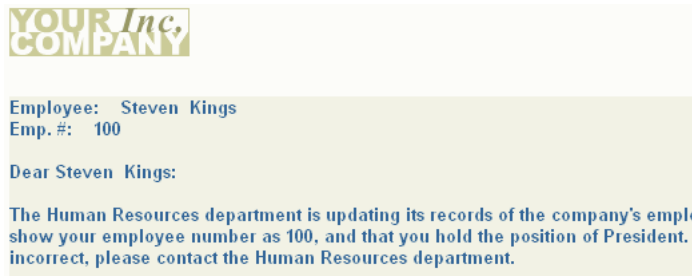 YOUR Inc.
COMPANY
Employee: Steven Kings
Emp. #: 100
Dear Steven Kings:
The Human Resources department is updating its records of the company's
show your employee number as 100, and that you hold the position of President.
incorrect, please contact the Human Resources department.